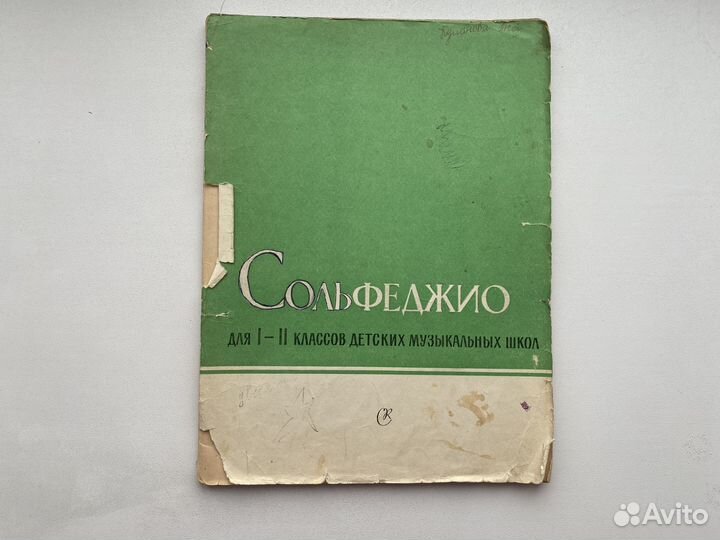 СОЛЬФЕДЖИО
ДЛЯ I–II КЛАССОВ ДЕТСКИХ МУЗЫКАЛЬНЫХ ШКОЛ
СК
Avito